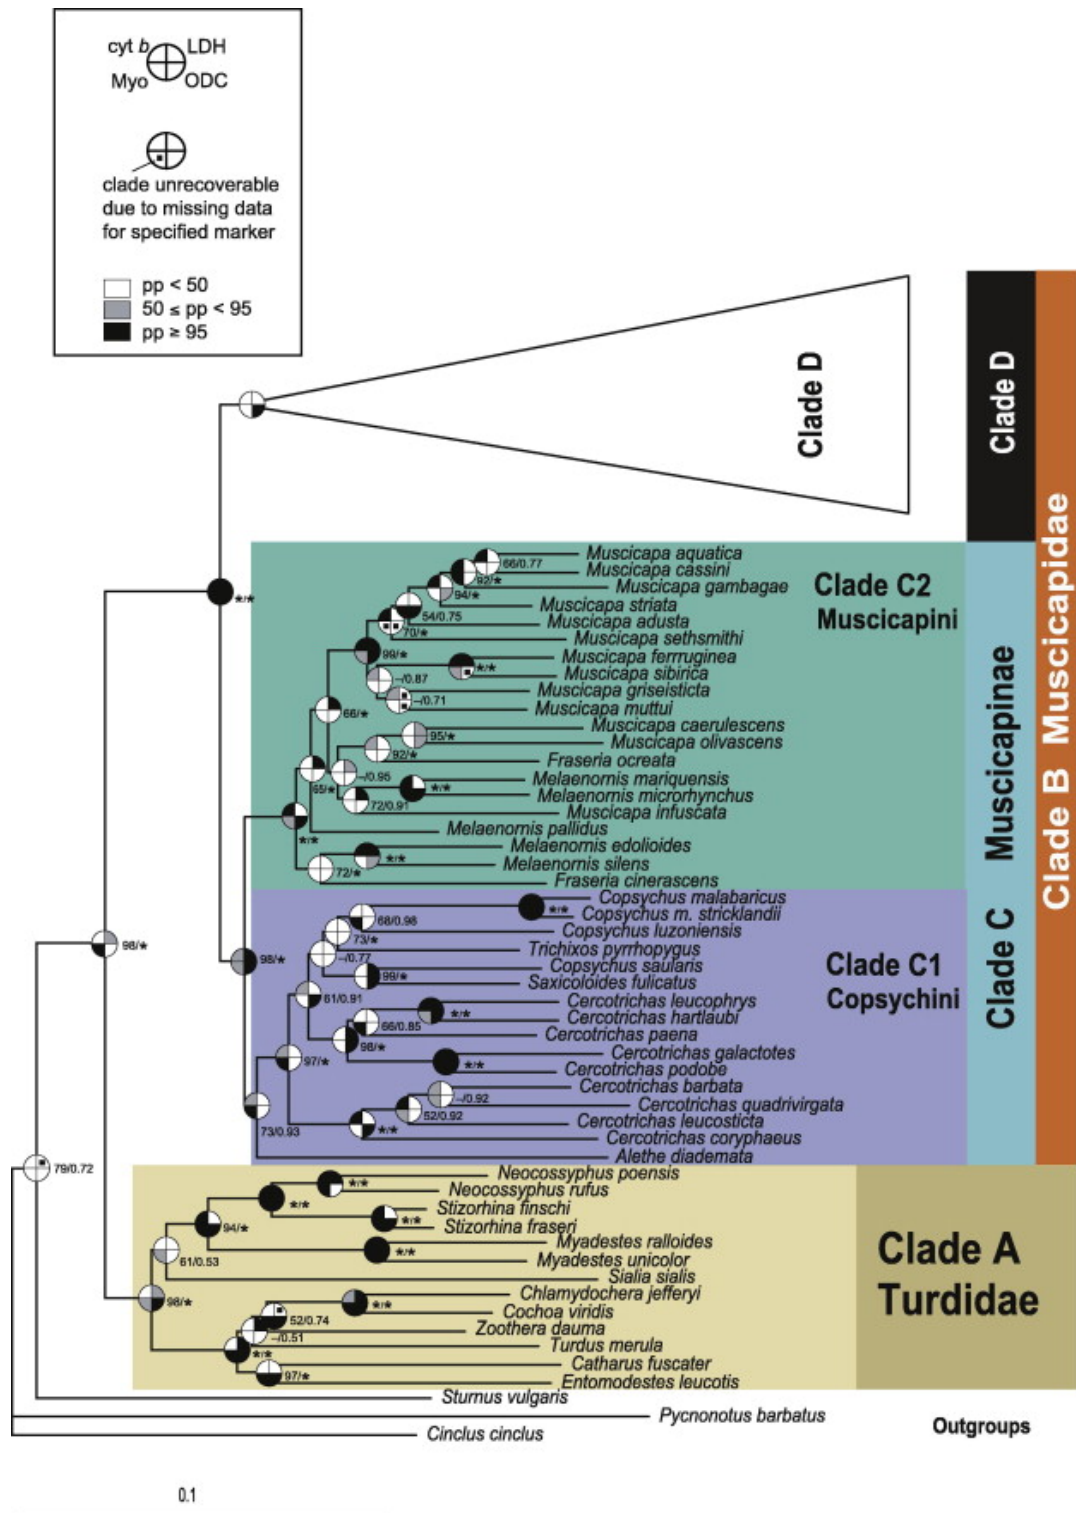 cyt b LDH
Myo ODC
clade unrecoverable
due to missing data
for specified marker
pp < 50
50 ≤ pp < 95
pp ≥ 95
Clade D
Clade D
Clade B Muscicapidae
Clade C Muscicapinae
Clade C2
Muscicapini
Muscicapa aquatica
66/0.77
Muscicapa cassini
92/*
Muscicapa gambagae
94/*
Muscicapa striata
54/0.75
Muscicapa adusta
70/*
Muscicapa sethsmithi
99/*
Muscicapa ferrruginea
*/*
Muscicapa sibirica
–/0.87
Muscicapa griseisticta
–/0.71
Muscicapa muttui
66/*
Muscicapa caerulescens
95/*
Muscicapa olivascens
92/*
Fraseria ocreata
–/0.95
Melaenornis mariquensis
65/*
*/*
Melaenornis microrhynchus
72/0.91
Muscicapa infuscata
Melaenornis pallidus
*/*
Melaenornis edolioides
*/*
Melaenornis silens
72/*
Fraseria cinerascens
*/*
Clade C1
Copsychini
Copsychus malabaricus
*/*
Copsychus m. stricklandii
68/0.98
Copsychus luzoniensis
73/*
Trichixos pyrrhopygus
–/0.77
Copsychus saularis
99/*
Saxicoloides fulicatus
98/*
61/0.91
Cercotrichas leucophrys
*/*
Cercotrichas hartlaubi
66/0.85
Cercotrichas paena
98/*
Cercotrichas galactotes
*/*
Cercotrichas podobe
97/*
Cercotrichas barbata
–/0.92
Cercotrichas quadrivirgata
52/0.92
Cercotrichas leucosticta
*/*
Cercotrichas coryphaeus
73/0.93
Alethe diademata
98/*
79/0.72
Clade A
Turdidae
Neocossyphus poensis
*/*
Neocossyphus rufus
*/*
Stizorhina finschi
*/*
Stizorhina fraseri
94/*
Myadestes ralloides
*/*
Myadestes unicolor
61/0.53
Sialia sialis
98/*
Chlamydochera jefferyi
*/*
Cochoa viridis
52/0.74
Zoothera dauma
–/0.51
Turdus merula
*/*
Catharus fuscater
97/*
Entomodestes leucotis
Sturnus vulgaris
Pycnonotus barbatus
Outgroups
Cinclus cinclus
0.1